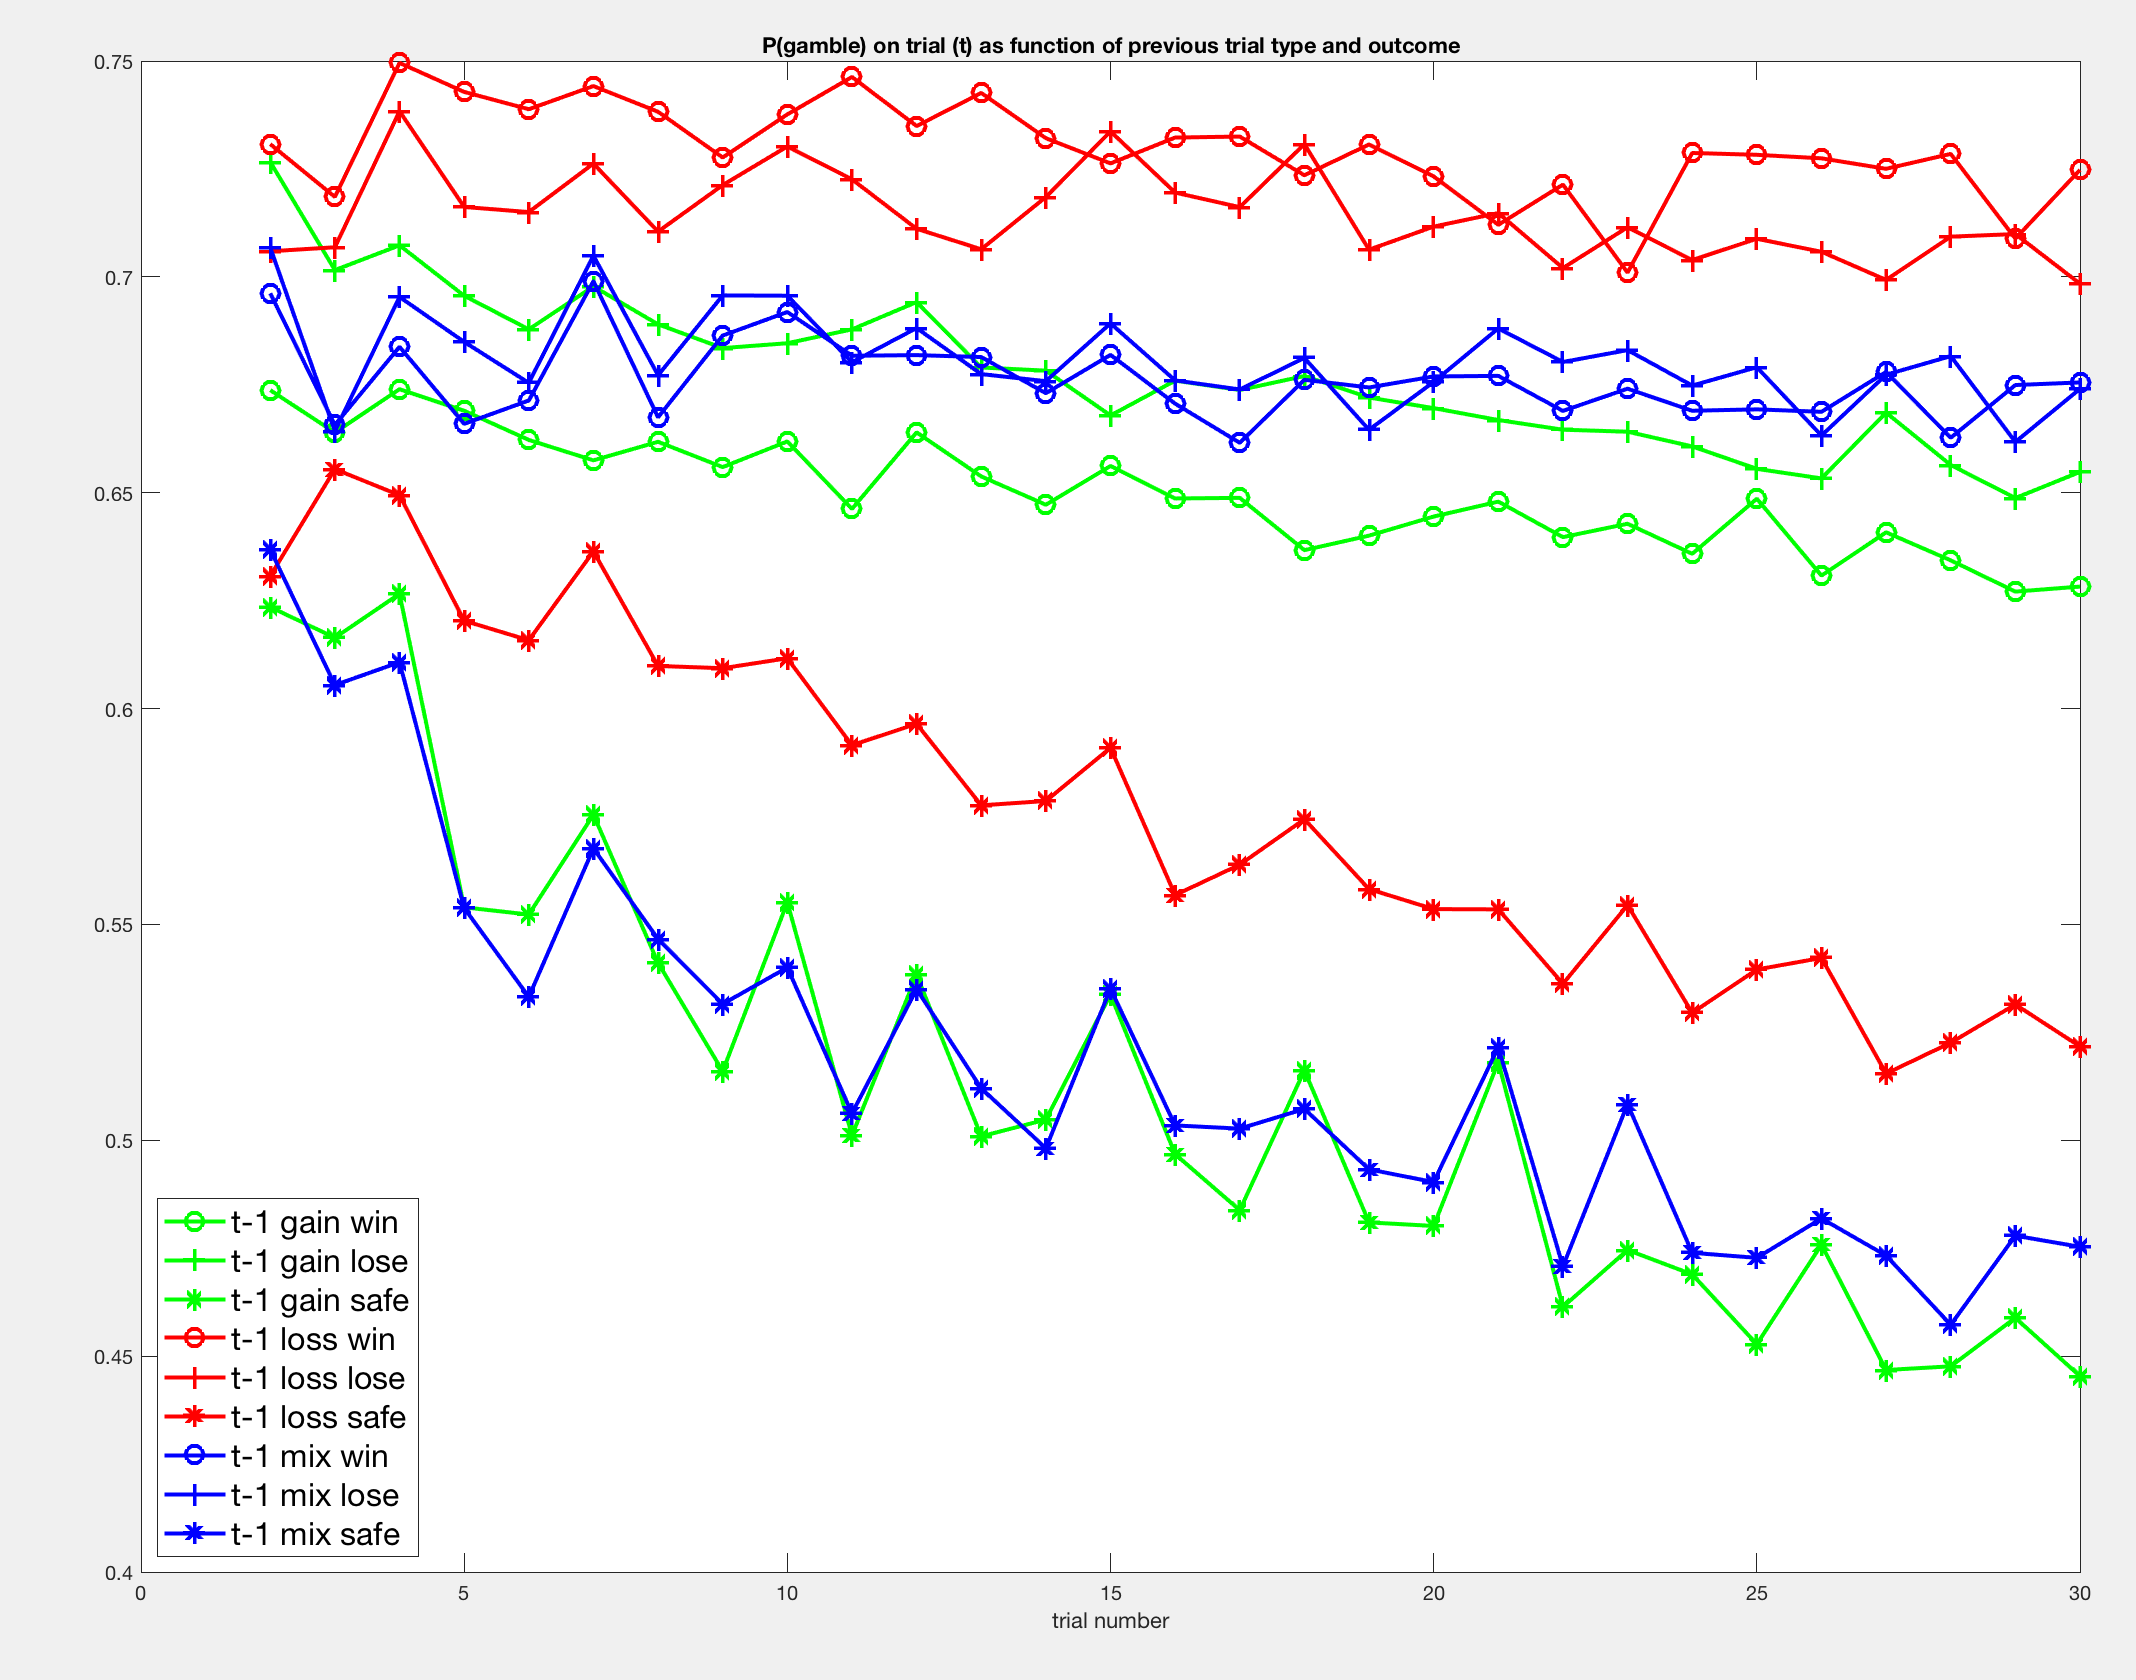 P(gamble) on trial (t) as function of previous trial type and outcome
0.75
0.7
0.65
0.6
0.55
0.5
0.45
0.4
t-1 gain win
t-1 gain lose
t-1 gain safe
t-1 loss win
t-1 loss lose
t-1 loss safe
t-1 mix win
t-1 mix lose
t-1 mix safe
0 5 10 15 20 25 30
trial number